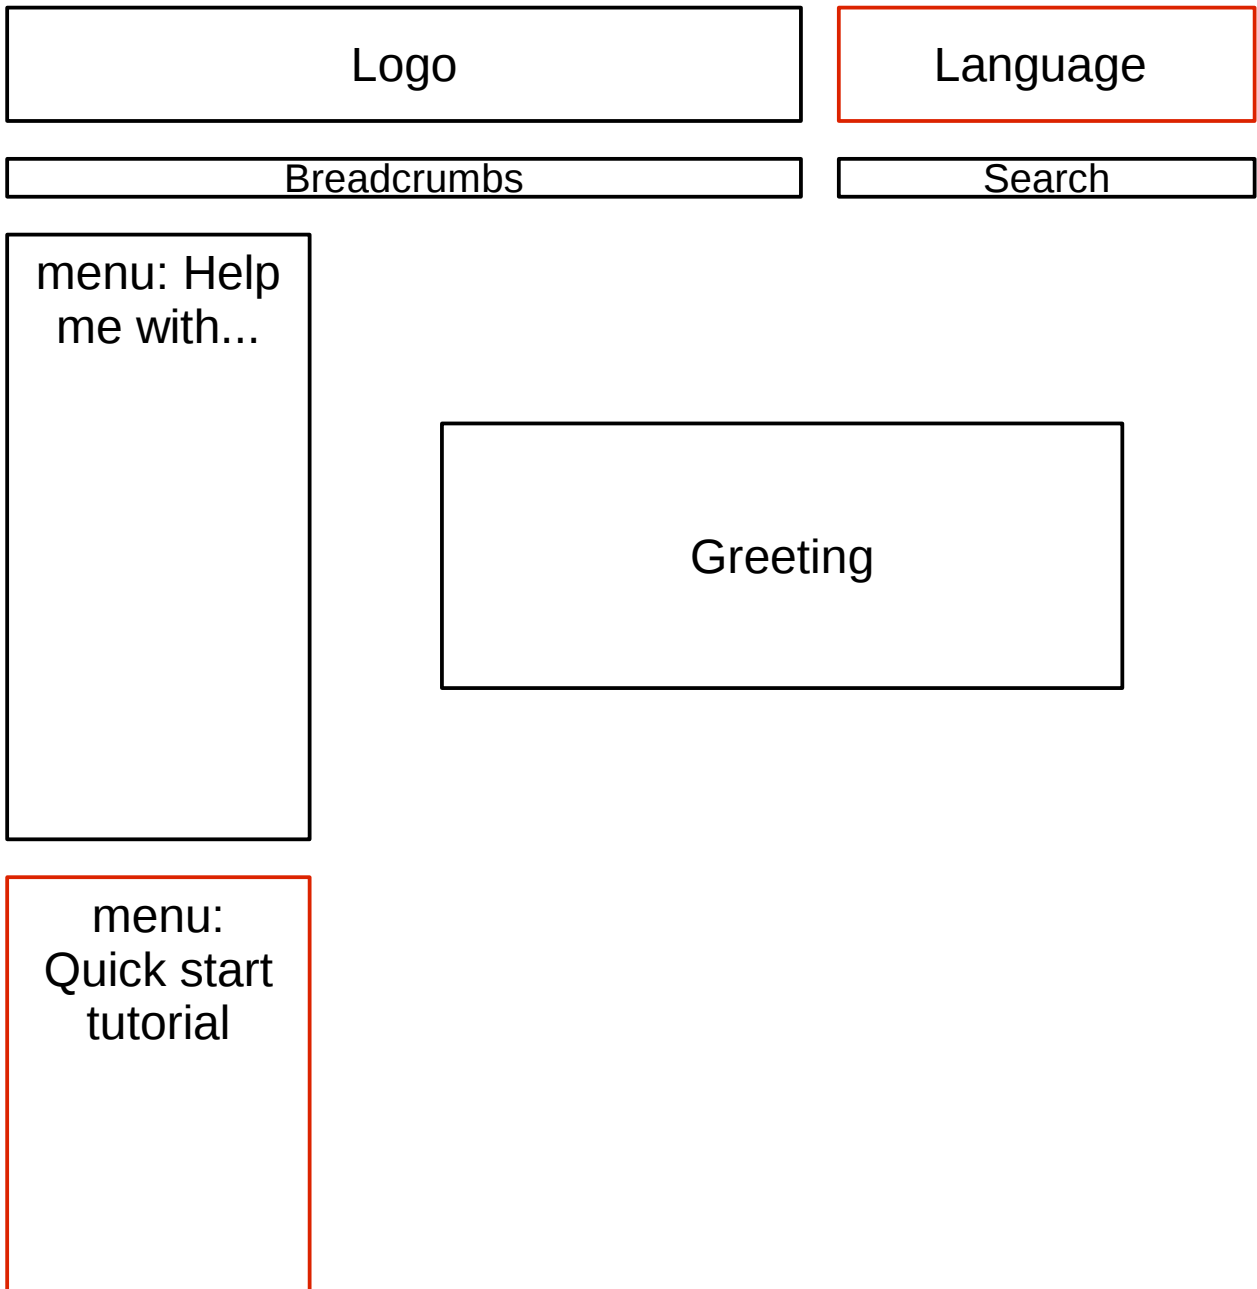 Logo
Language
Breadcrumbs
Search
menu: Help
me with...
Greeting
menu:
Quick start
tutorial